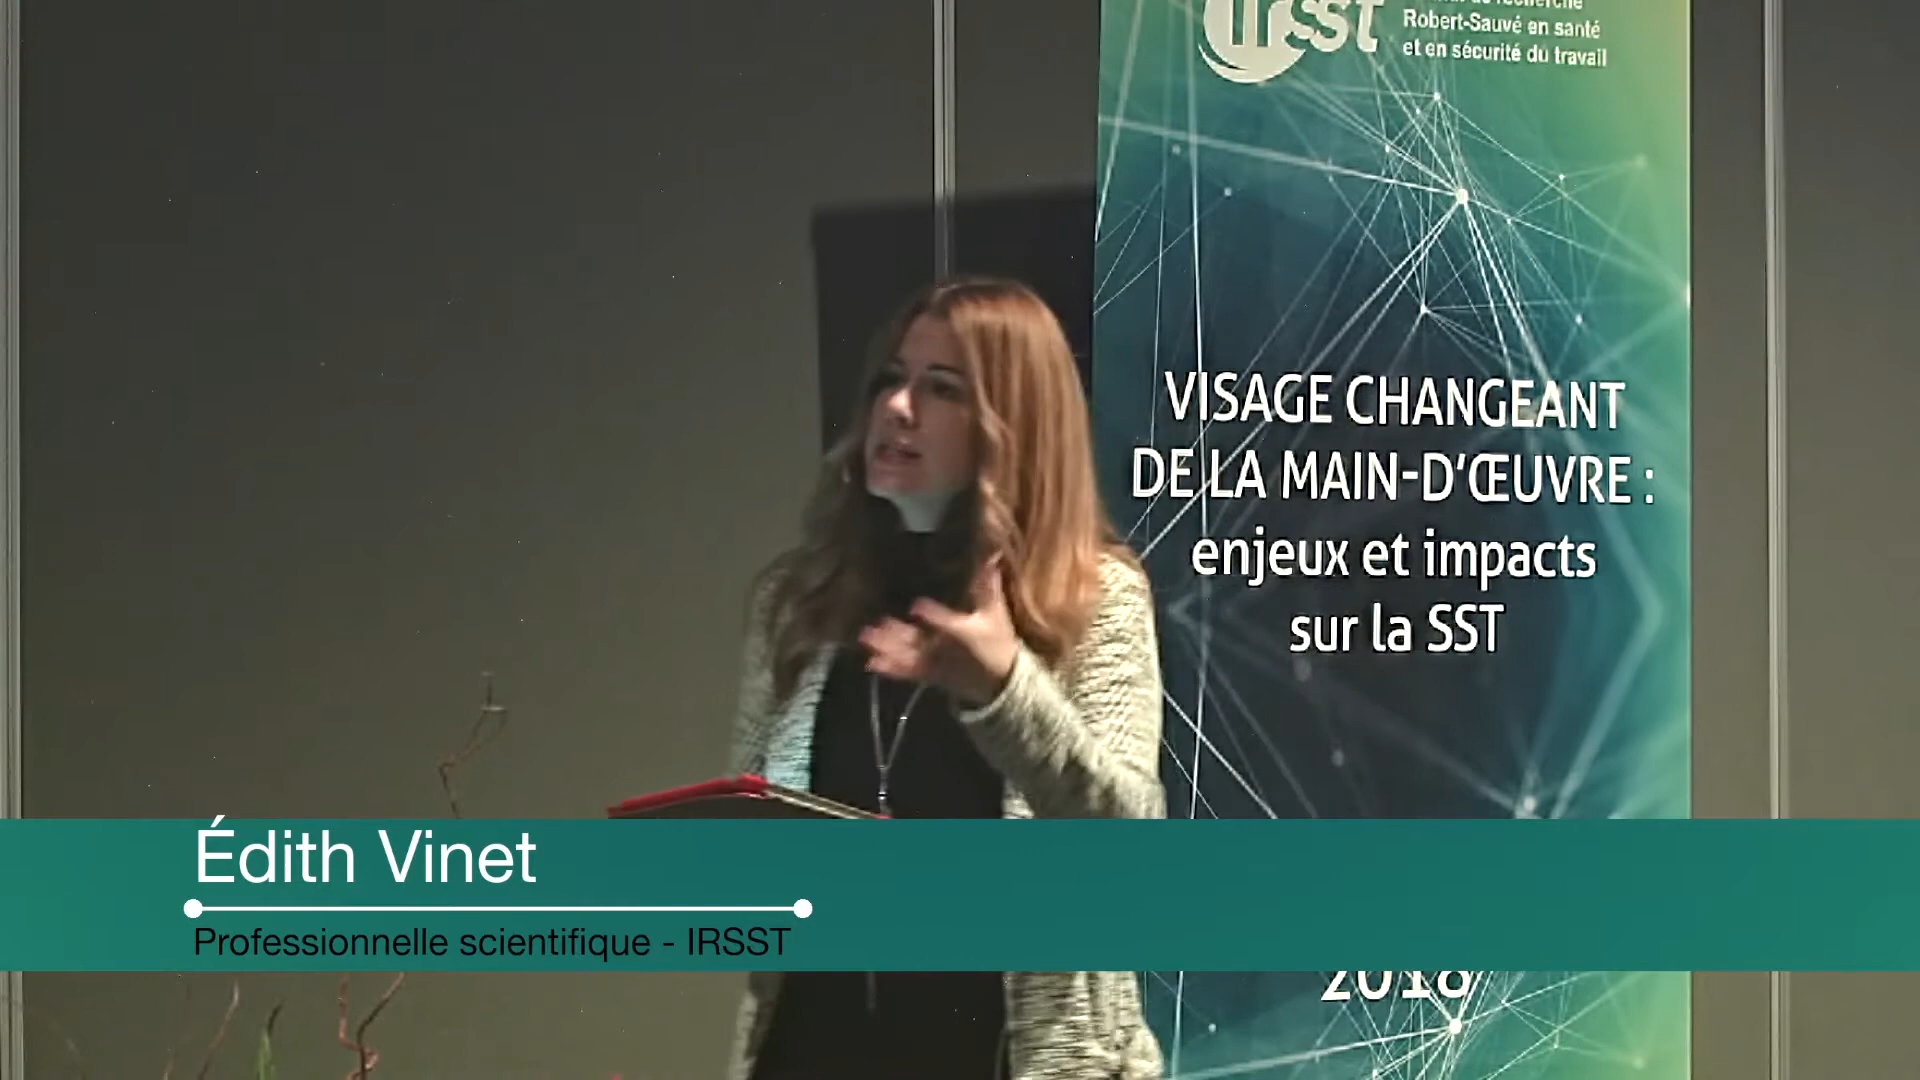 irsst
Robert-Sauvé en santé
et en sécurité du travail
VISAGE CHANGEANT
DE LA MAIN-D'ŒUVRE :
enjeux et impacts
sur la SST
Édith Vinet
Professionnelle scientifique - IRSST
2018